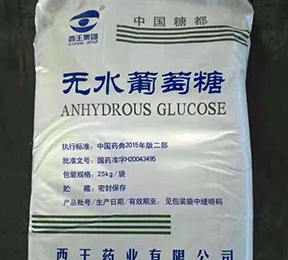 西王集团
XIWANG GROUP
中国糖都
无水葡萄糖
ANHYDROUS GLUCOSE
执行标准：中国药典2015年版二部
批准文号：国药准字H20043495
包装规格：25kg／袋
贮　藏：密封保存
产品批号/生产日期/有效期至：见包装袋中缝喷码
西王药业有限公司